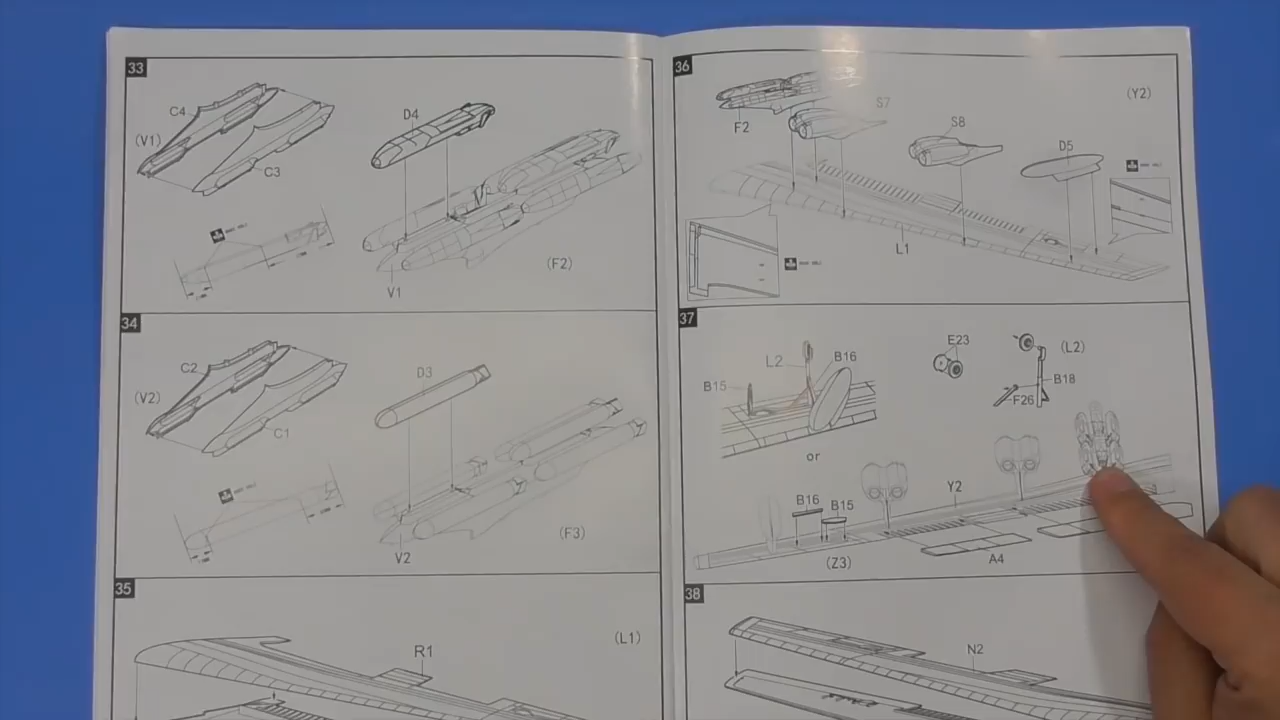 33
C4
(V1)
C3
D4
V1
(F2)
34
C2
(V2)
C1
D3
V2
(F3)
35
(L1)
R1
36
(Y2)
F2
S7
S8
D5
L1
37
L2
B16
B15
E23
(L2)
B18
F26
or
B16
B15
Y2
(Z3)
A4
38
N2